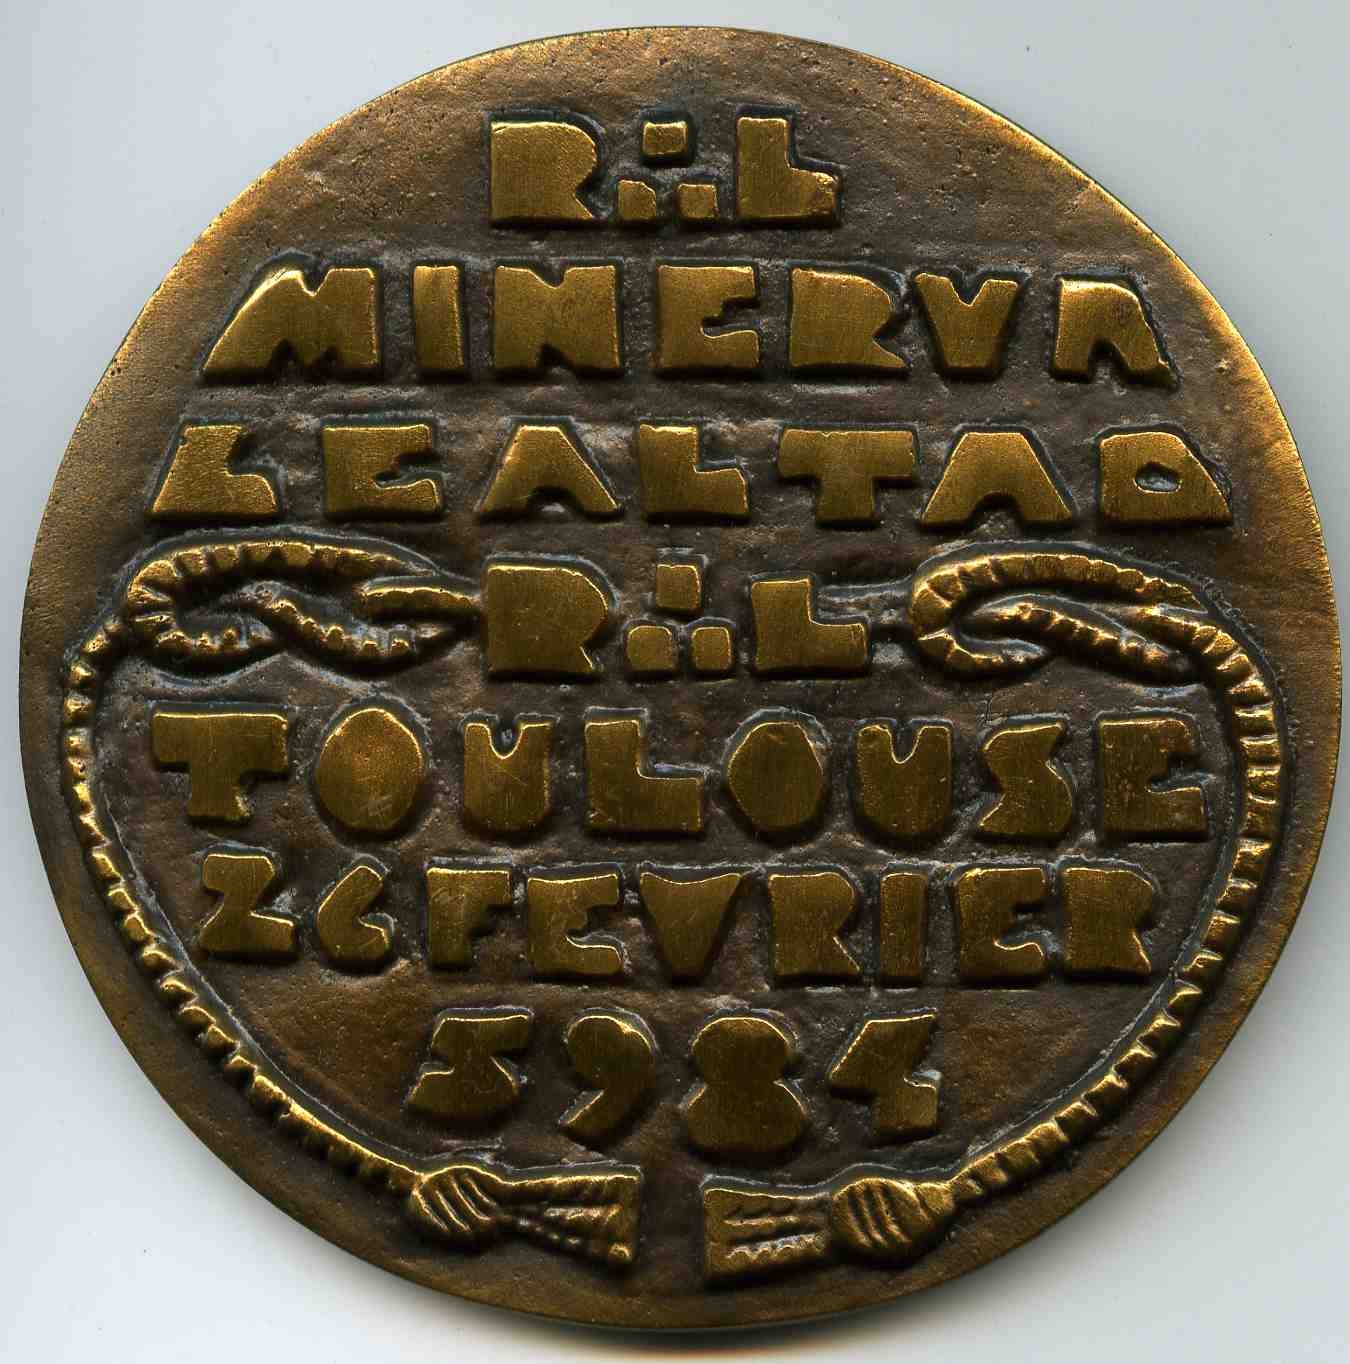 R∴L
MINERVA
LEALTAD
R∴L
TOULOUSE
26 FEVRIER
5984